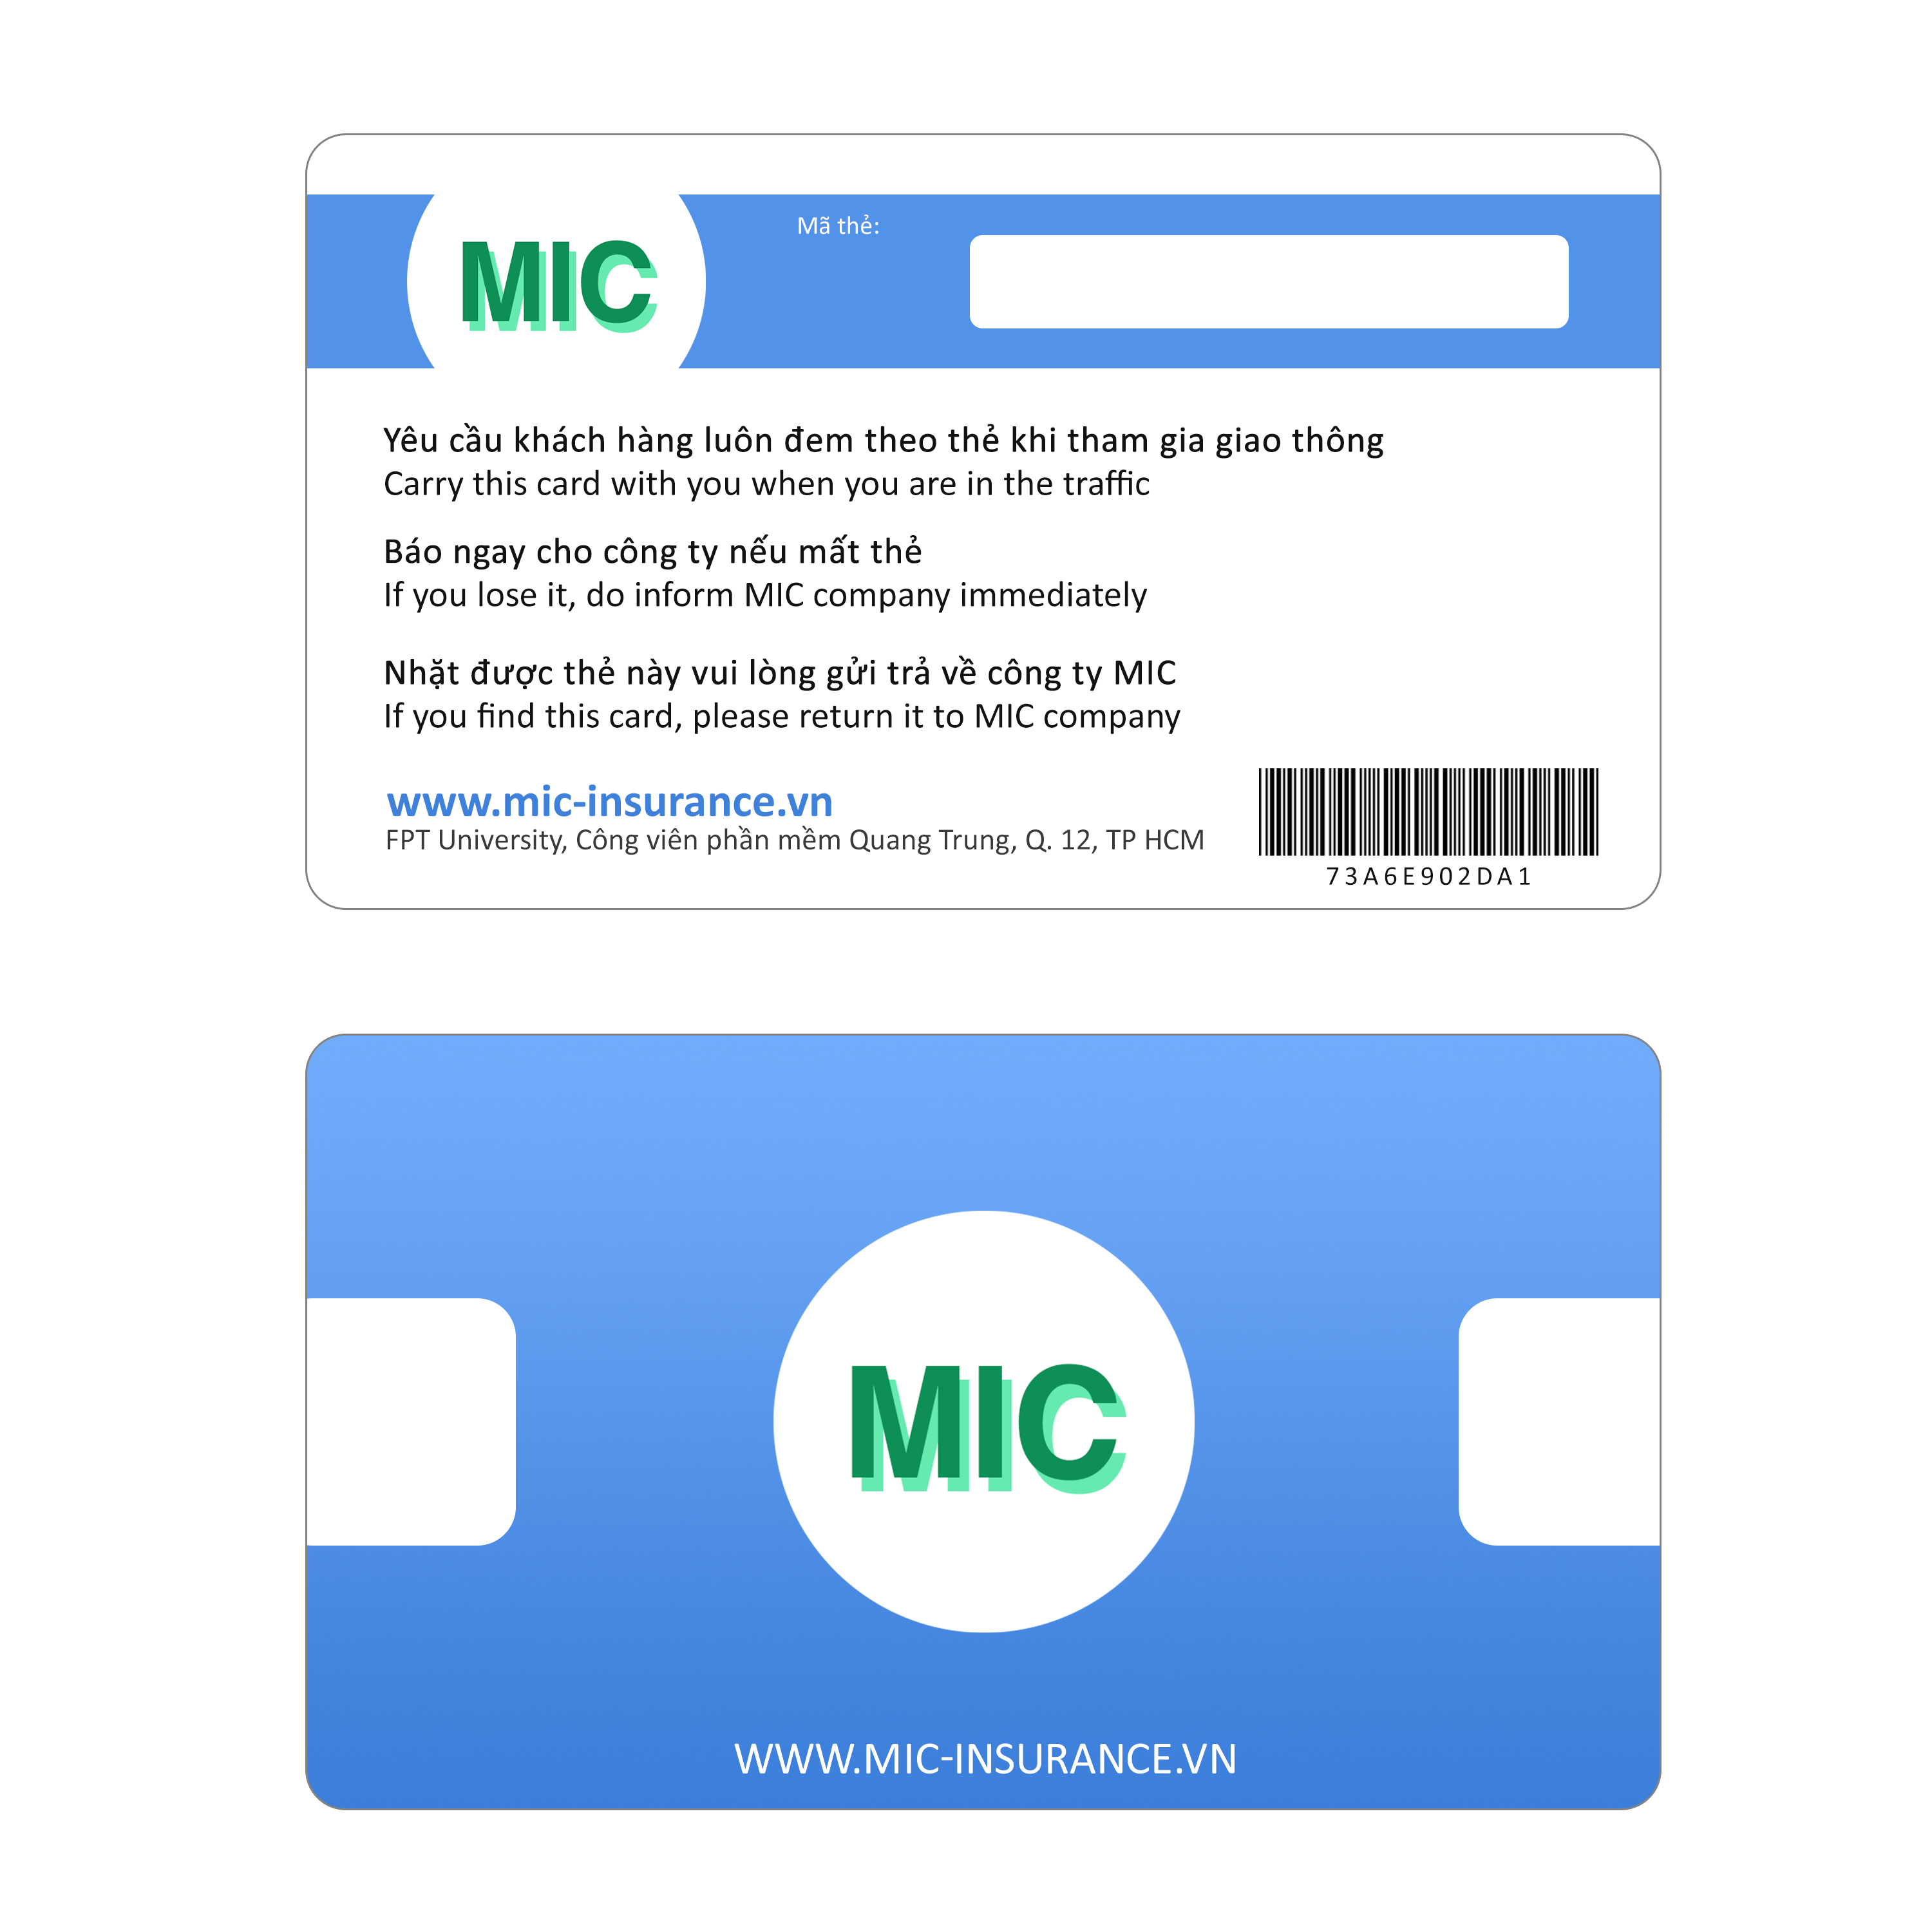 MIC
Mã thẻ:
Yêu cầu khách hàng luôn đem theo thẻ khi tham gia giao thông
Carry this card with you when you are in the traffic
Báo ngay cho công ty nếu mất thẻ
If you lose it, do inform MIC company immediately
Nhặt được thẻ này vui lòng gửi trả về công ty MIC
If you find this card, please return it to MIC company
www.mic-insurance.vn
FPT University, Công viên phần mềm Quang Trung, Q. 12, TP HCM
73A6E902DA1
MIC
WWW.MIC-INSURANCE.VN